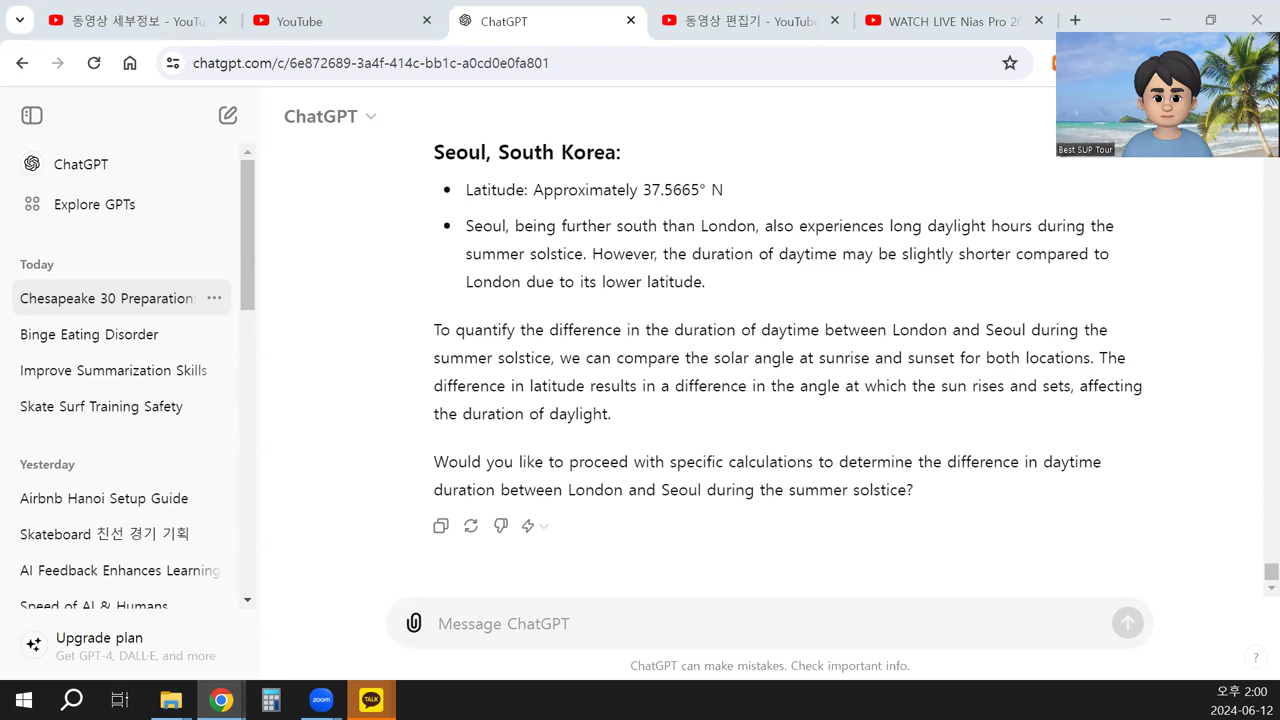 동영상 세부정보 - YouTu
YouTube
ChatGPT
동영상 편집기 - YouTube
WATCH LIVE Nias Pro 20
chatgpt.com/c/6e872689-3a4f-414c-bb1c-a0cd0e0fa801
Best SUP Tour
ChatGPT
Explore GPTs
Today
Chesapeake 30 Preparation:
Binge Eating Disorder
Improve Summarization Skills
Skate Surf Training Safety
Yesterday
Airbnb Hanoi Setup Guide
Skateboard 친선 경기 기획
AI Feedback Enhances Learning
Speed of AI & Humans
Upgrade plan
Get GPT-4, DALL·E, and more
ChatGPT
Seoul, South Korea:
Latitude: Approximately 37.5665° N
Seoul, being further south than London, also experiences long daylight hours during the
summer solstice. However, the duration of daytime may be slightly shorter compared to
London due to its lower latitude.
To quantify the difference in the duration of daytime between London and Seoul during the
summer solstice, we can compare the solar angle at sunrise and sunset for both locations. The
difference in latitude results in a difference in the angle at which the sun rises and sets, affecting
the duration of daylight.
Would you like to proceed with specific calculations to determine the difference in daytime
duration between London and Seoul during the summer solstice?
Message ChatGPT
ChatGPT can make mistakes. Check important info.
?
zoom
TALK
오후 2:00
2024-06-12